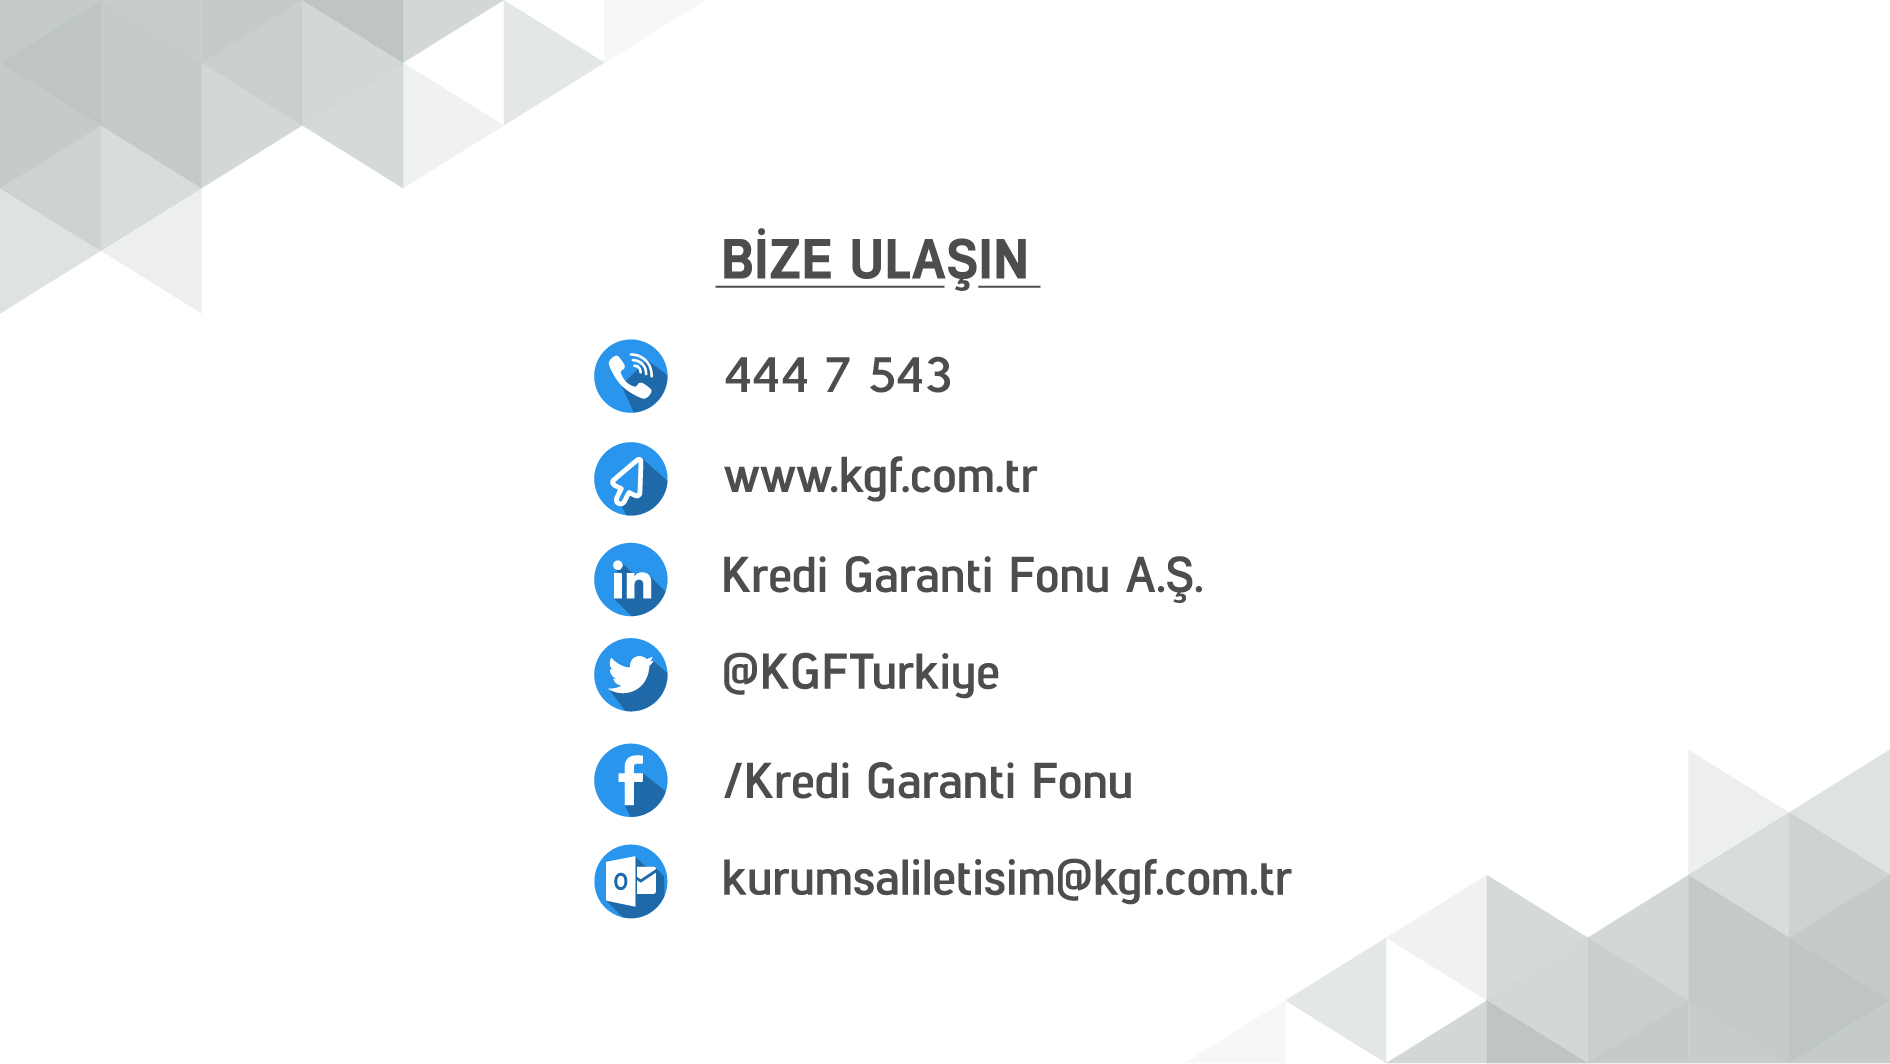 BİZE ULAŞIN
444 7 543
www.kgf.com.tr
Kredi Garanti Fonu A.Ş.
@KGFTurkiye
/Kredi Garanti Fonu
kurumsaliletisim@kgf.com.tr